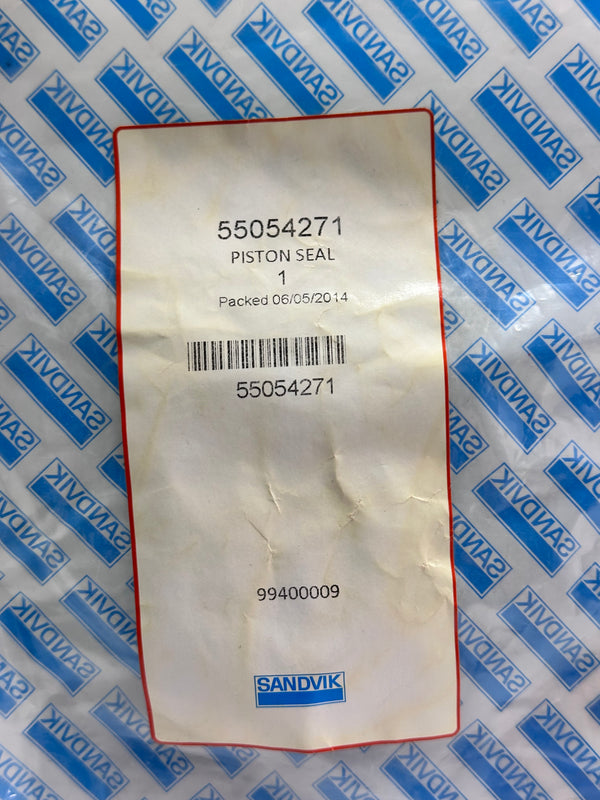 55054271
PISTON SEAL
1
Packed 06/05/2014
55054271
99400009
SANDVIK